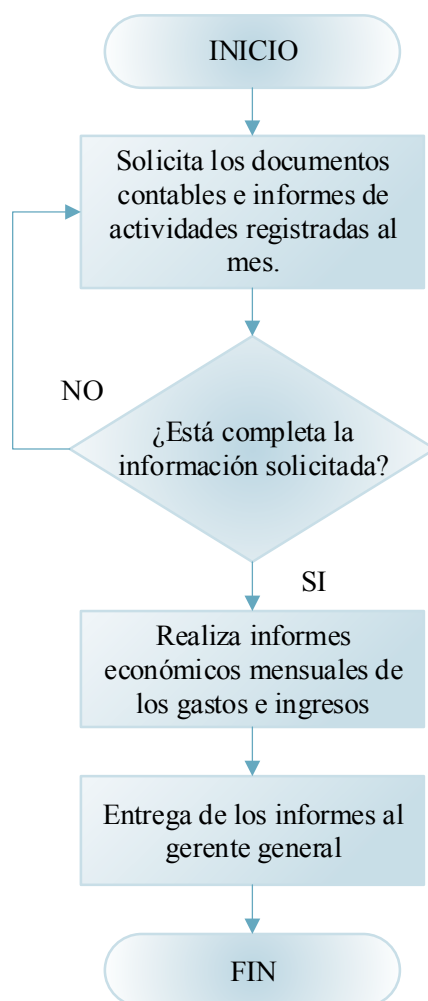 INICIO
Solicita los documentos
contables e informes de
actividades registradas al
mes.
NO
¿Está completa la
información solicitada?
SI
Realiza informes
económicos mensuales de
los gastos e ingresos
Entrega de los informes al
gerente general
FIN